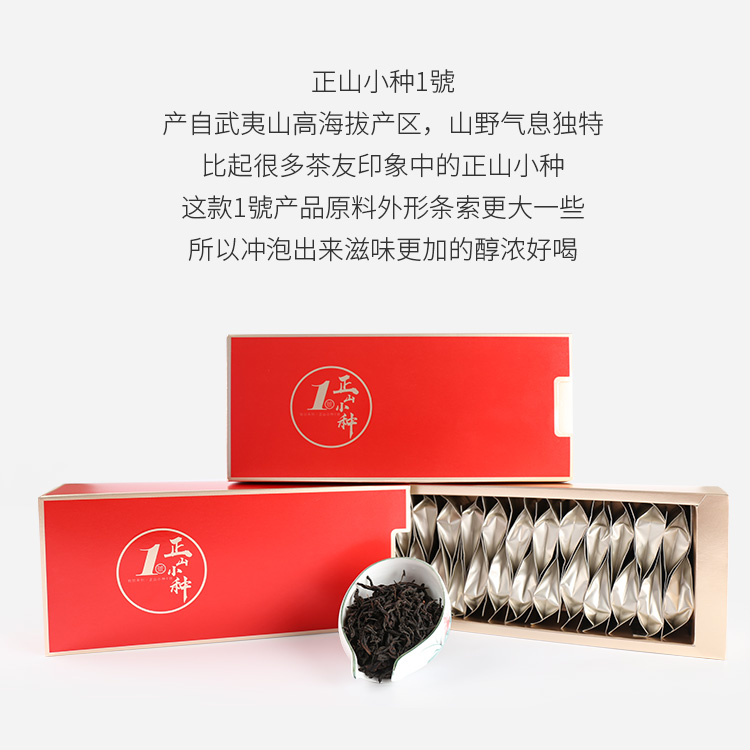 正山小种1號
产自武夷山高海拔产区，山野气息独特
比起很多茶友印象中的正山小种
这款1號产品原料外形条索更大一些
所以冲泡出来滋味更加的醇浓好喝
1 正山小种
1 正山小种